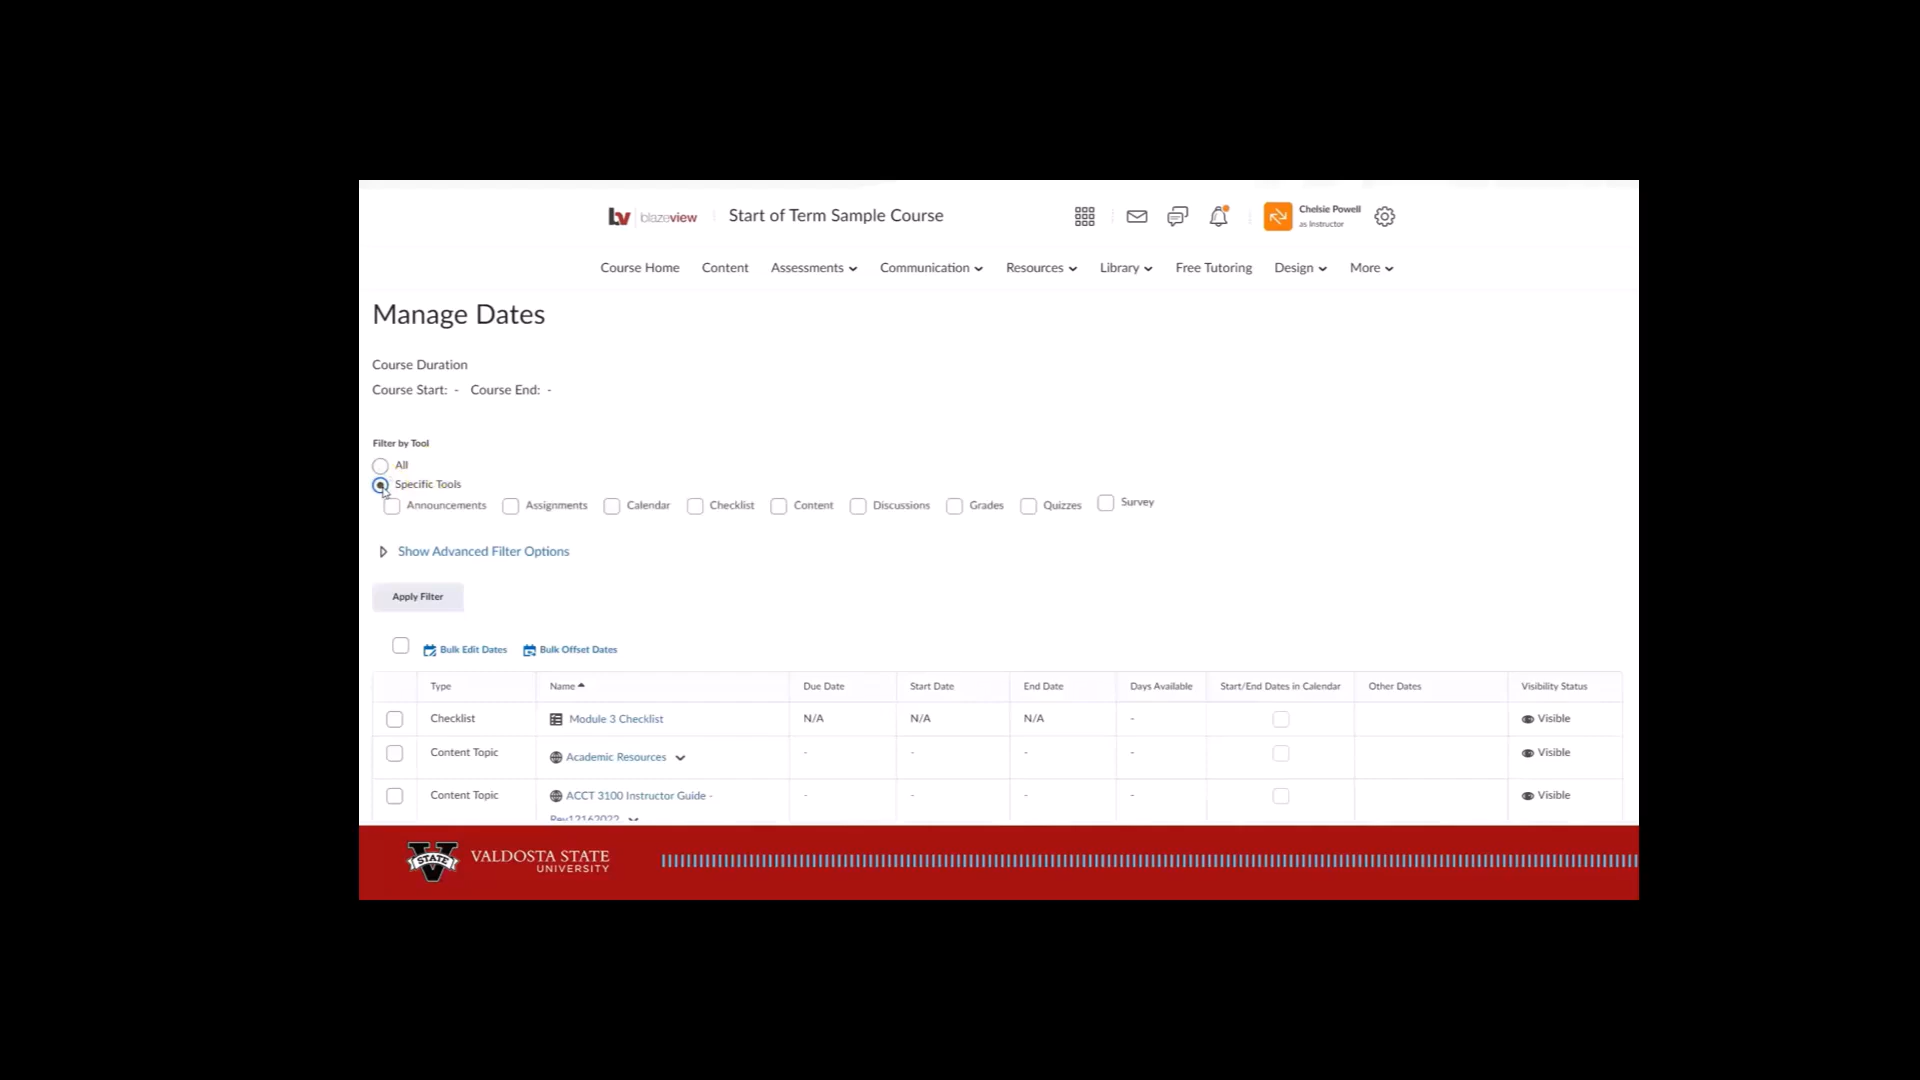 bv blazeview Start of Term Sample Course Chelsie Powell
as Instructor
Course Home Content Assessments Communication Resources Library Free Tutoring Design More
Manage Dates
Course Duration
Course Start: - Course End: -
Filter by Tool
All
Specific Tools
Announcements Assignments Calendar Checklist Content Discussions Grades Quizzes Survey
Show Advanced Filter Options
Apply Filter
Bulk Edit Dates Bulk Offset Dates
Type Name Due Date Start Date End Date Days Available Start/End Dates in Calendar Other Dates Visibility Status
Checklist Module 3 Checklist N/A N/A N/A - Visible
Content Topic Academic Resources - - - - Visible
Content Topic ACCT 3100 Instructor Guide - - - - - Visible
Rev12162022
STATE VALDOSTA STATE
UNIVERSITY